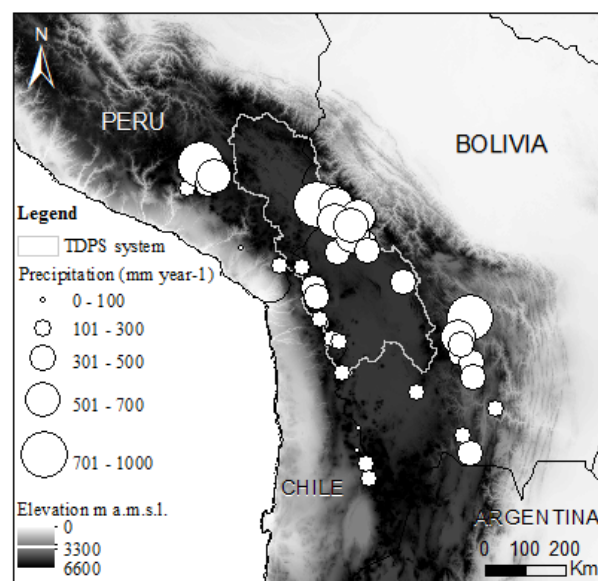 N
PERU
BOLIVIA
Legend
TDPS system
Precipitation (mm year-1)
0 - 100
101 - 300
301 - 500
501 - 700
701 - 1000
Elevation m a.m.s.l.
0
3300
6600
CHILE
ARGENTINA
0 100 200
Km